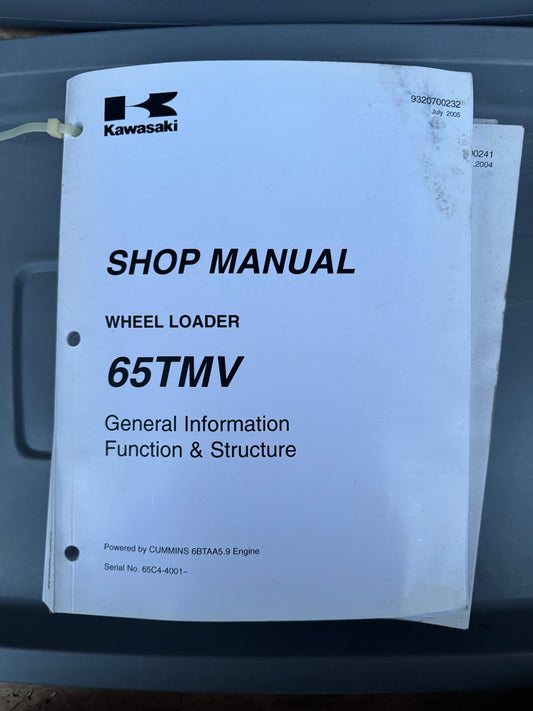 Kawasaki
9320700232
July 2005
00241
2004
SHOP MANUAL
WHEEL LOADER
65TMV
General Information
Function & Structure
Powered by CUMMINS 6BTAA5.9 Engine
Serial No. 65C4-4001~